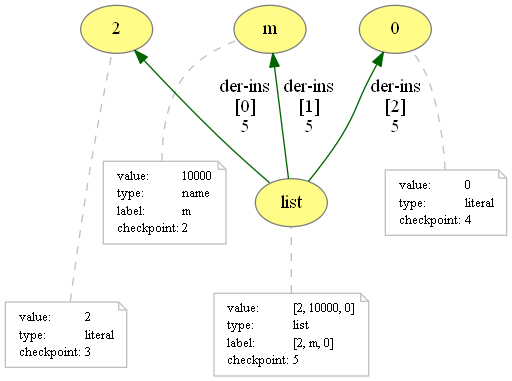 2
m
0
der-ins
[0]
5
der-ins
[1]
5
der-ins
[2]
5
value: 10000
type: name
label: m
checkpoint: 2
list
value: 0
type: literal
checkpoint: 4
value: 2
type: literal
checkpoint: 3
value: [2, 10000, 0]
type: list
label: [2, m, 0]
checkpoint: 5